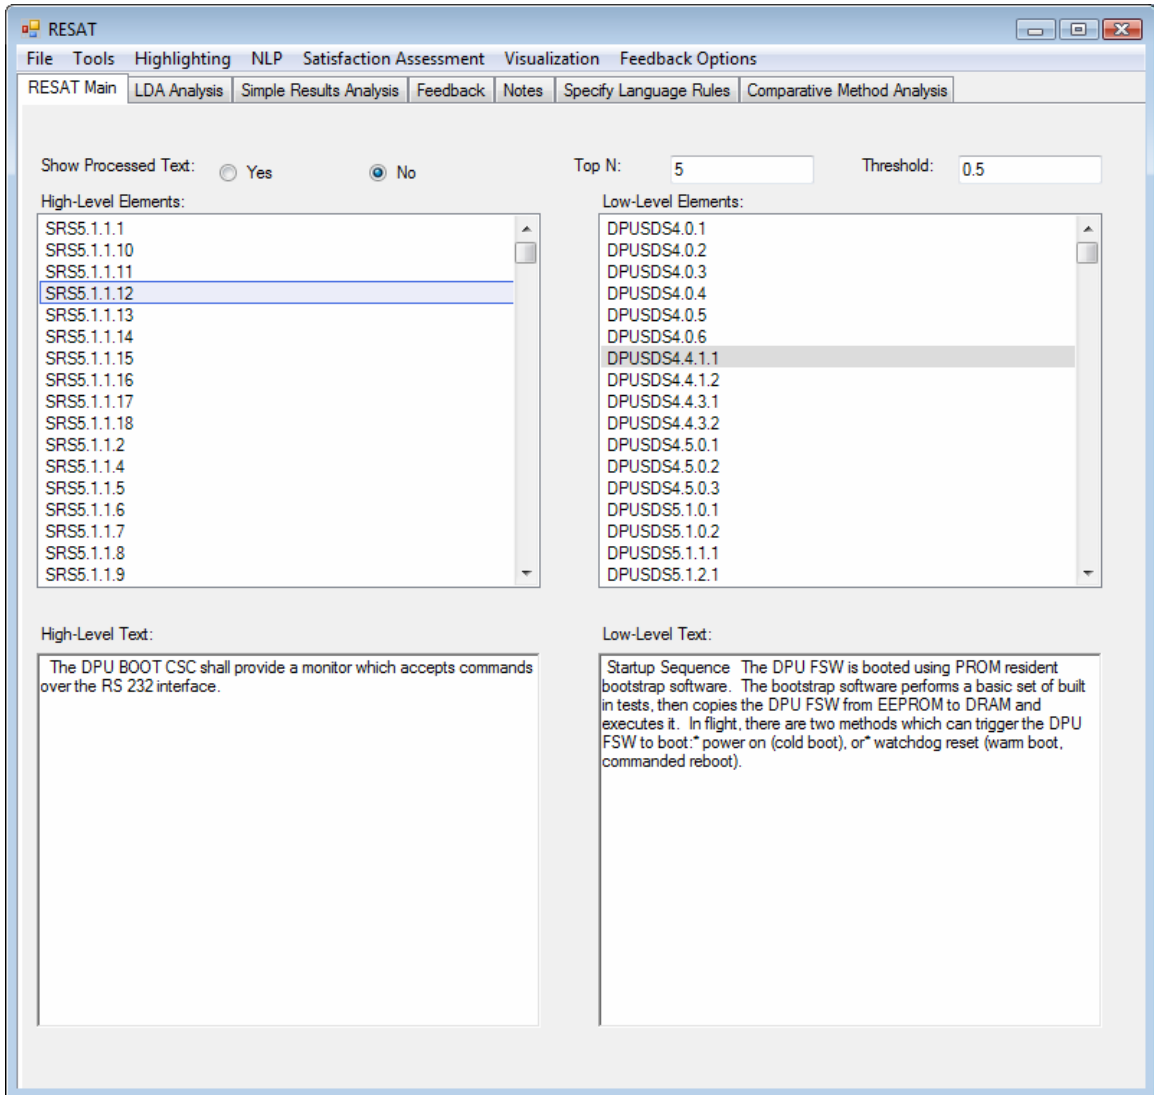 RESAT
File Tools Highlighting NLP Satisfaction Assessment Visualization Feedback Options
RESAT Main LDA Analysis Simple Results Analysis Feedback Notes Specify Language Rules Comparative Method Analysis
Show Processed Text: Yes No Top N: 5 Threshold: 0.5
High-Level Elements:
SRS5.1.1.1
SRS5.1.1.10
SRS5.1.1.11
SRS5.1.1.12
SRS5.1.1.13
SRS5.1.1.14
SRS5.1.1.15
SRS5.1.1.16
SRS5.1.1.17
SRS5.1.1.18
SRS5.1.1.2
SRS5.1.1.4
SRS5.1.1.5
SRS5.1.1.6
SRS5.1.1.7
SRS5.1.1.8
SRS5.1.1.9
Low-Level Elements:
DPUSDS4.0.1
DPUSDS4.0.2
DPUSDS4.0.3
DPUSDS4.0.4
DPUSDS4.0.5
DPUSDS4.0.6
DPUSDS4.4.1.1
DPUSDS4.4.1.2
DPUSDS4.4.3.1
DPUSDS4.4.3.2
DPUSDS4.5.0.1
DPUSDS4.5.0.2
DPUSDS4.5.0.3
DPUSDS5.1.0.1
DPUSDS5.1.0.2
DPUSDS5.1.1.1
DPUSDS5.1.2.1
High-Level Text:
The DPU BOOT CSC shall provide a monitor which accepts commands
over the RS 232 interface.
Low-Level Text:
Startup Sequence The DPU FSW is booted using PROM resident
bootstrap software. The bootstrap software performs a basic set of built
in tests, then copies the DPU FSW from EEPROM to DRAM and
executes it. In flight, there are two methods which can trigger the DPU
FSW to boot:* power on (cold boot), or* watchdog reset (warm boot,
commanded reboot).